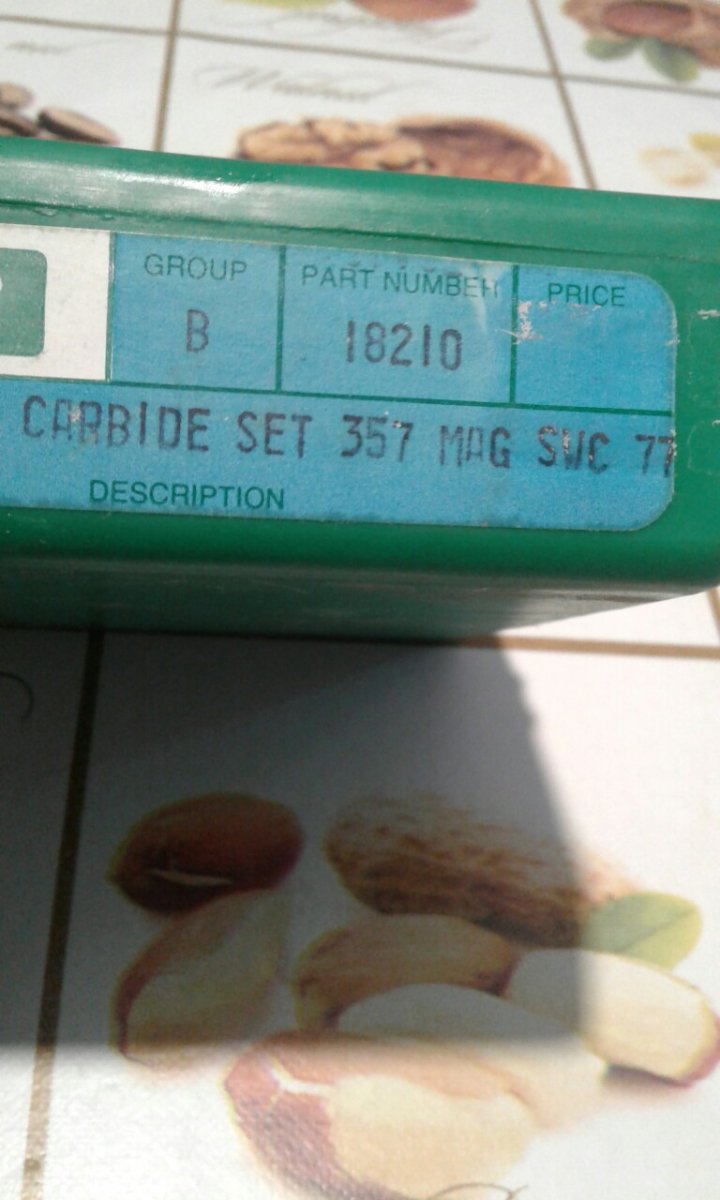 GROUP PART NUMBER PRICE
B 18210
CARBIDE SET 357 MAG SWC 77
DESCRIPTION